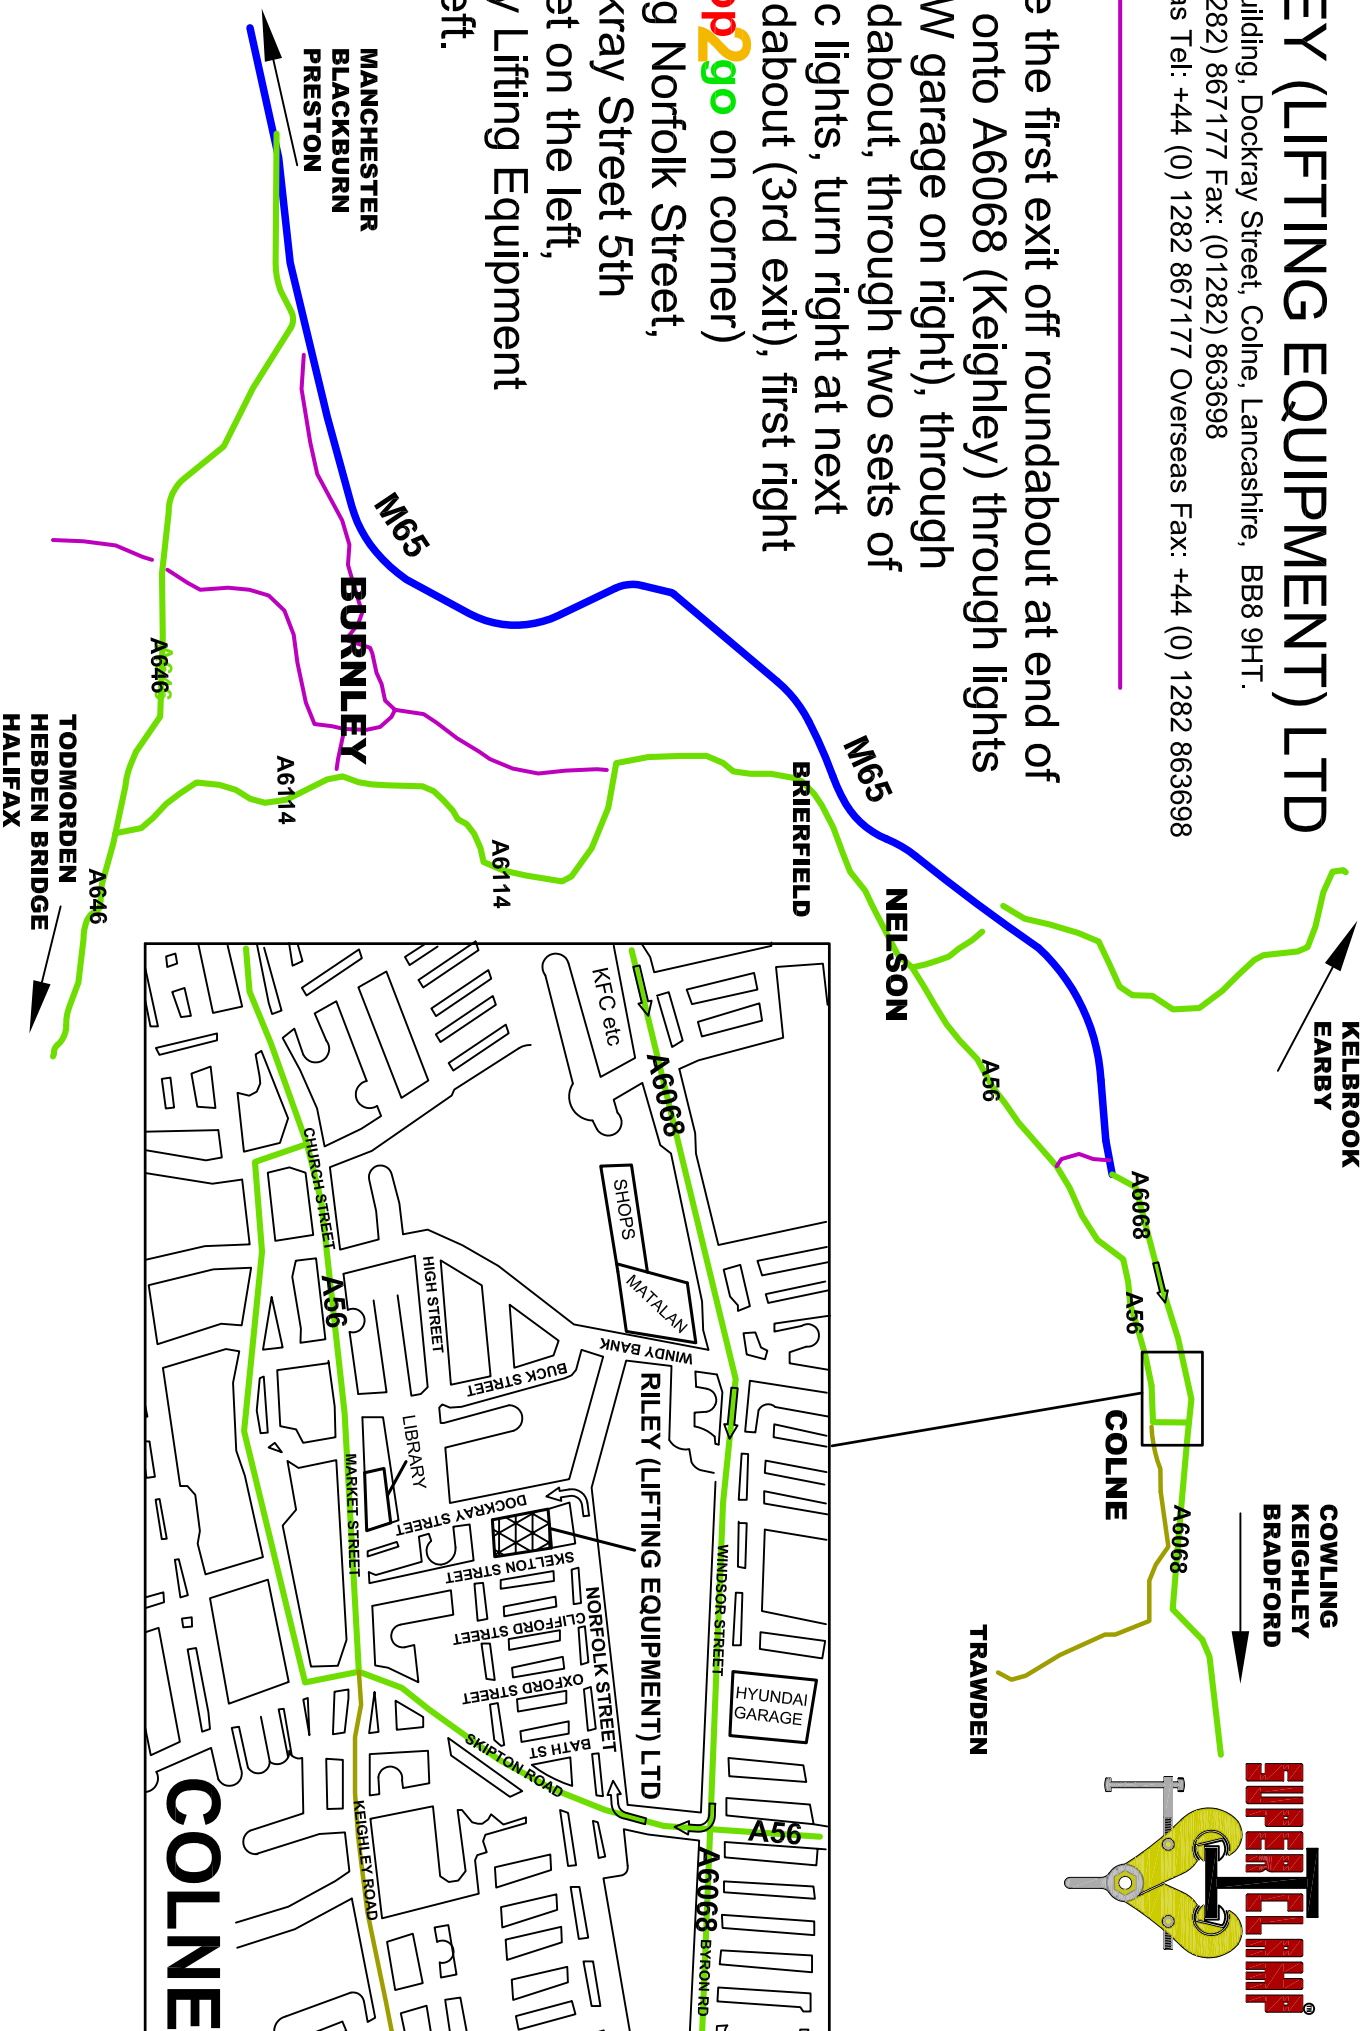 EY (LIFTING EQUIPMENT) LTD
uilding, Dockray Street, Colne, Lancashire, BB8 9HT.
282) 867177 Fax: (01282) 863698
as Tel: +44 (0) 1282 867177 Overseas Fax: +44 (0) 1282 863698
e the first exit off roundabout at end of
onto A6068 (Keighley) through lights
W garage on right), through
dabout, through two sets of
c lights, turn right at next
dabout (3rd exit), first right
pp2go on corner)
g Norfolk Street,
kray Street 5th
et on the left,
y Lifting Equipment
eft.
MANCHESTER
BLACKBURN
PRESTON
M65
BURNLEY
A646
TODMORDEN
HEBDEN BRIDGE
HALIFAX
A646
A6114
A6114
BRIERFIELD
M65
NELSON
A56
KELBROOK
EARBY
A6068
A56
COLNE
A6068
COWLING
KEIGHLEY
BRADFORD
TRAWDEN
SUPERCLAMP®
KFC etc
A6068
SHOPS
MATALAN
WINDY BANK
CHURCH STREET
A56
HIGH STREET
BUCK STREET
RILEY (LIFTING EQUIPMENT) LTD
LIBRARY
MARKET STREET
DOCKRAY STREET
SKELTON STREET
CLIFFORD STREET
OXFORD STREET
BATH ST
NORFOLK STREET
WINDSOR STREET
HYUNDAI
GARAGE
SKIPTON ROAD
A56
A6068
BYRON RD
KEIGHLEY ROAD
COLNE